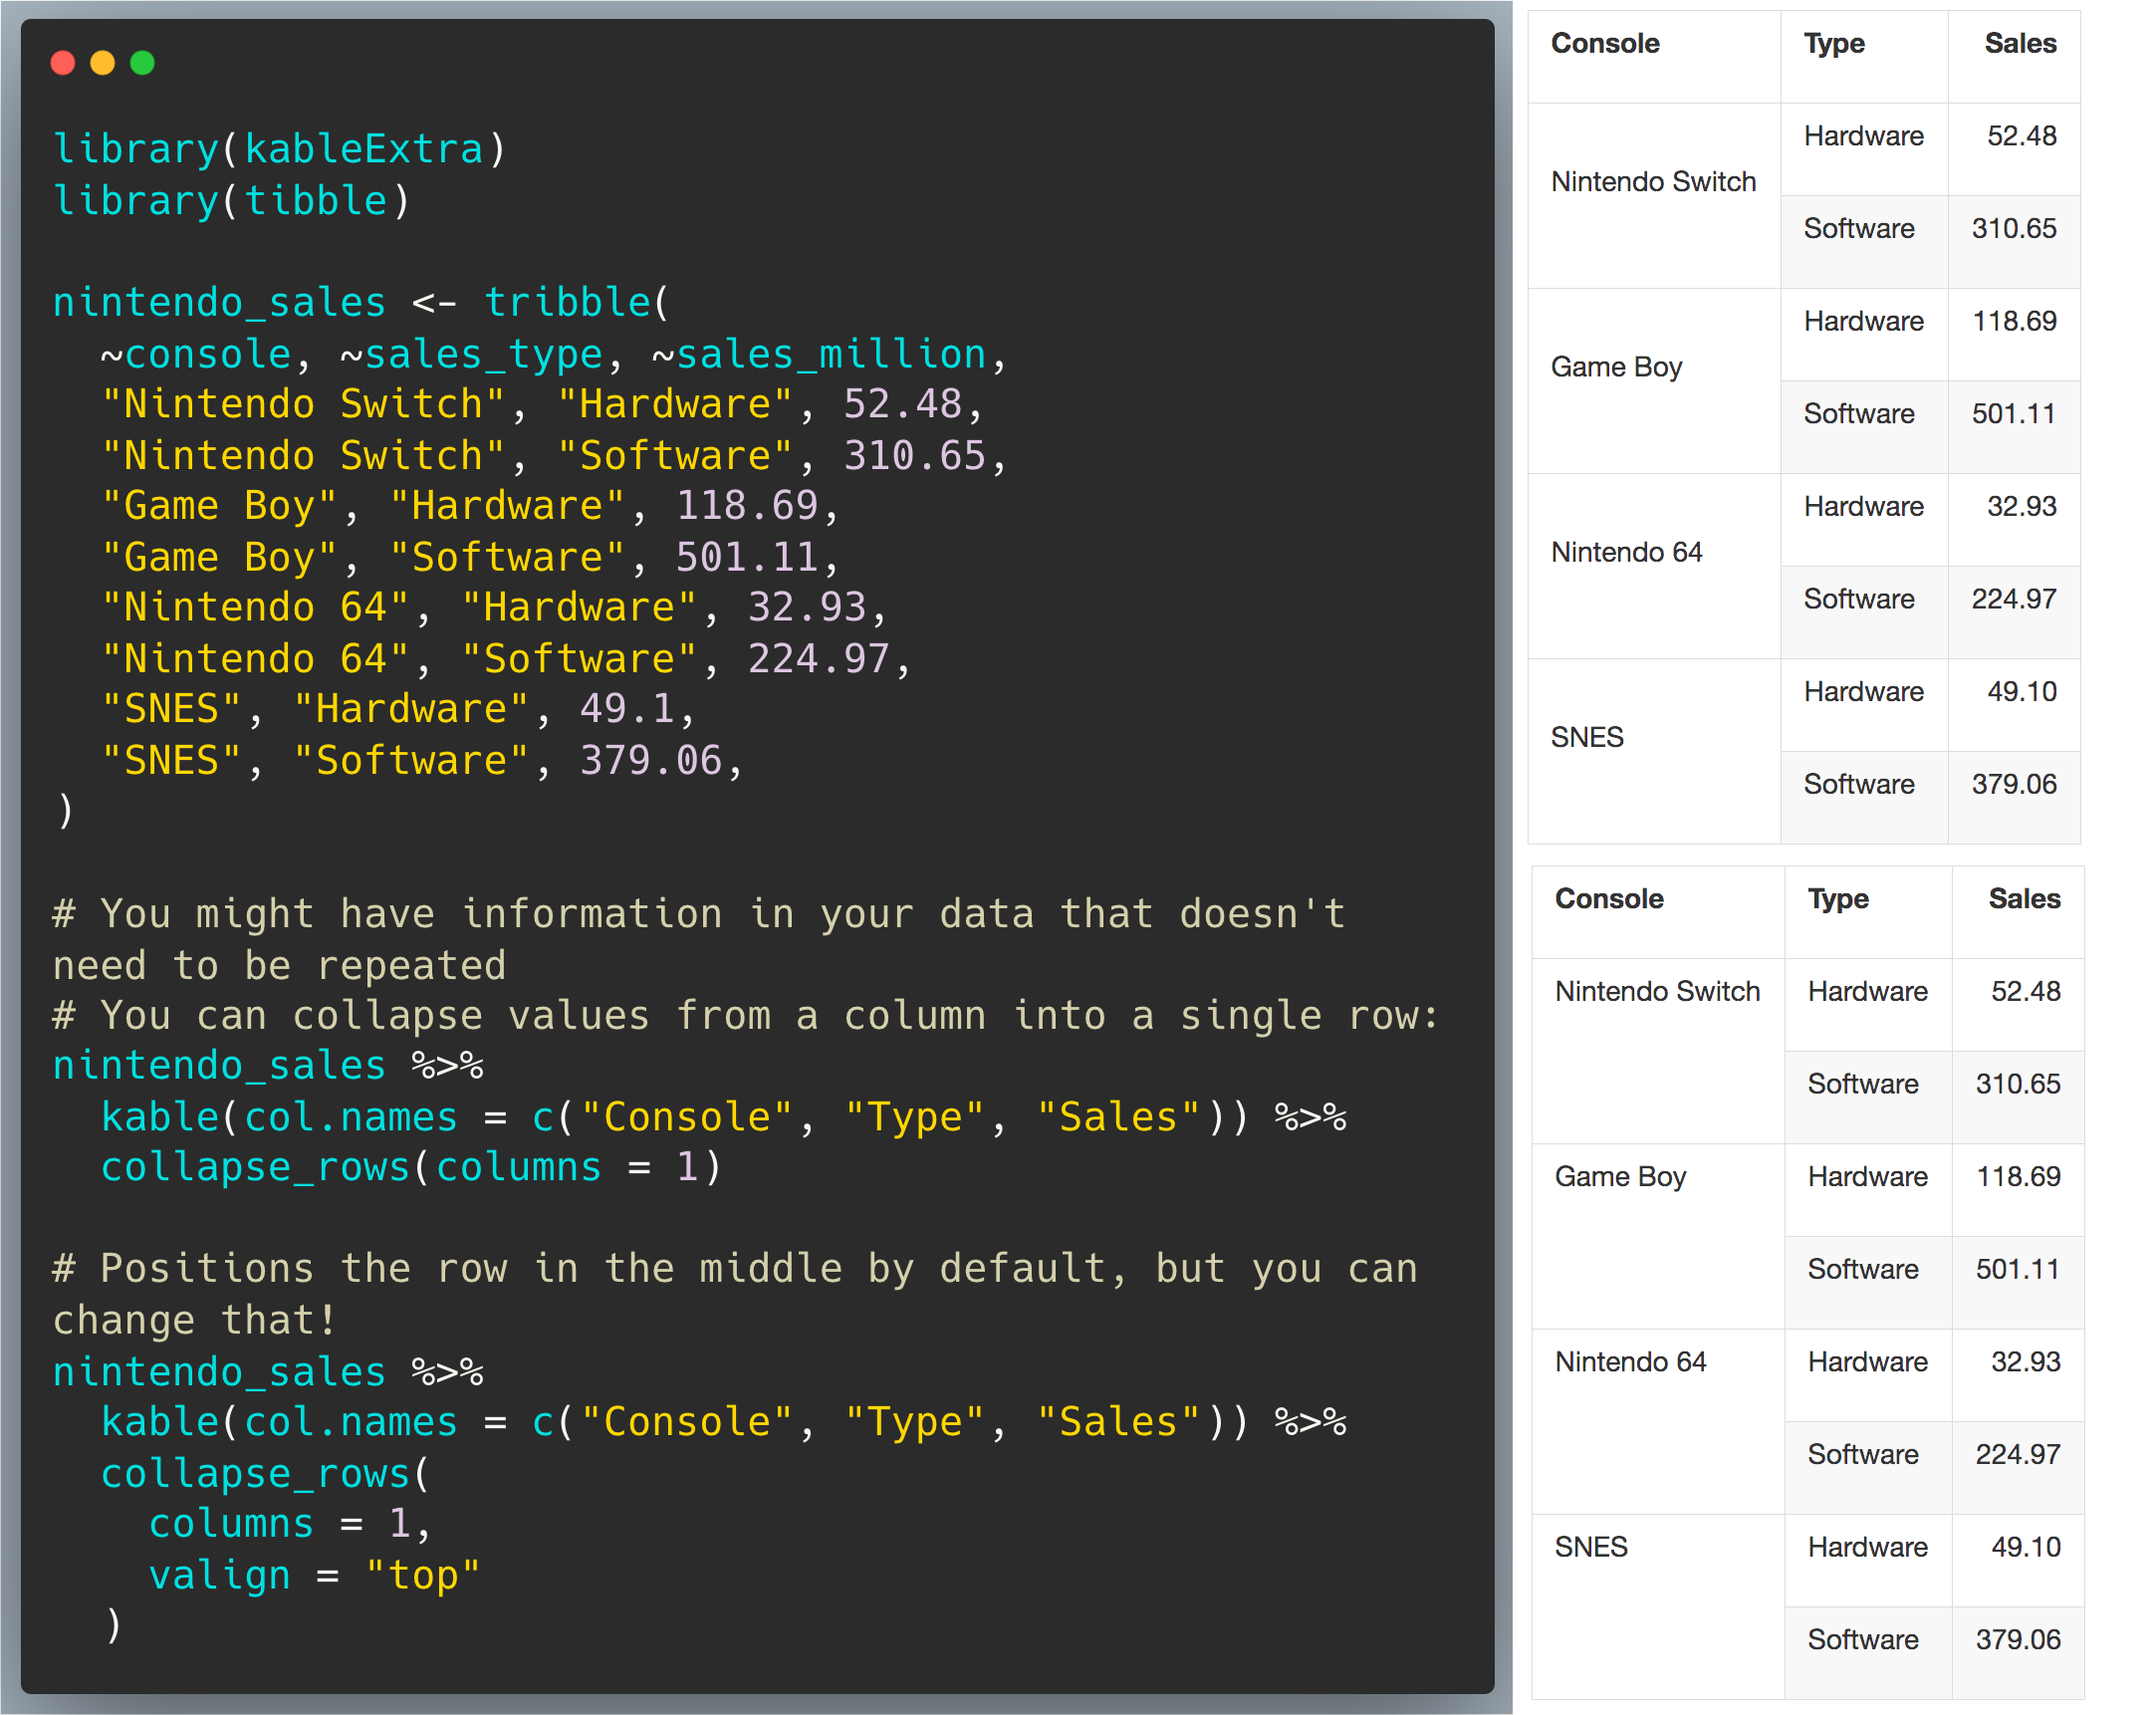 library(kableExtra)
library(tibble)
nintendo_sales <- tribble(
  ~console, ~sales_type, ~sales_million,
  "Nintendo Switch", "Hardware", 52.48,
  "Nintendo Switch", "Software", 310.65,
  "Game Boy", "Hardware", 118.69,
  "Game Boy", "Software", 501.11,
  "Nintendo 64", "Hardware", 32.93,
  "Nintendo 64", "Software", 224.97,
  "SNES", "Hardware", 49.1,
  "SNES", "Software", 379.06,
)
# You might have information in your data that doesn't
need to be repeated
# You can collapse values from a column into a single row:
nintendo_sales %>%
  kable(col.names = c("Console", "Type", "Sales")) %>%
  collapse_rows(columns = 1)
# Positions the row in the middle by default, but you can
change that!
nintendo_sales %>%
  kable(col.names = c("Console", "Type", "Sales")) %>%
  collapse_rows(
    columns = 1,
    valign = "top"
  )
Console Type Sales
Nintendo Switch Hardware 52.48
Software 310.65
Game Boy Hardware 118.69
Software 501.11
Nintendo 64 Hardware 32.93
Software 224.97
SNES Hardware 49.10
Software 379.06
Console Type Sales
Nintendo Switch Hardware 52.48
Software 310.65
Game Boy Hardware 118.69
Software 501.11
Nintendo 64 Hardware 32.93
Software 224.97
SNES Hardware 49.10
Software 379.06